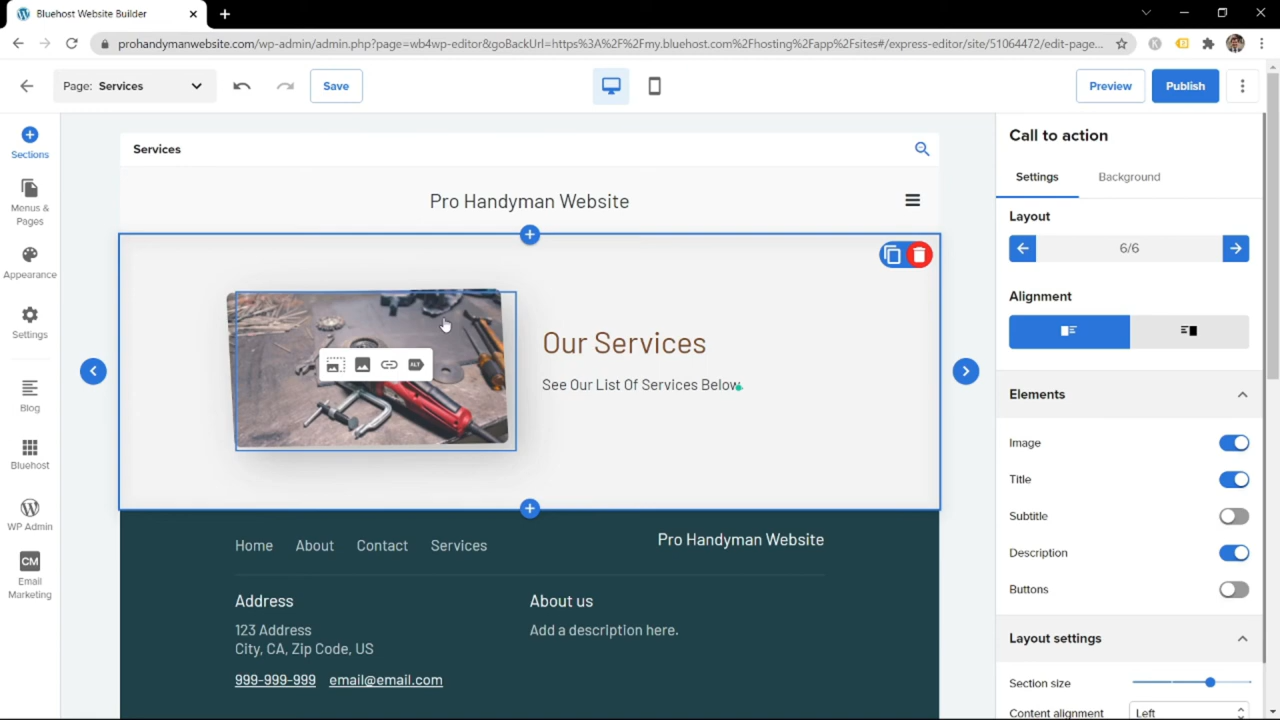 Bluehost Website Builder
prohandymanwebsite.com/wp-admin/admin.php?page=wb4wp-editor&goBackUrl=https%3A%2F%2Fmy.bluehost.com%2Fhosting%2Fapp%2Fsites#/express-editor/site/51064472/edit-page...
Page: Services
Save
Preview
Publish
Sections
Menus &
Pages
Appearance
Settings
Blog
Bluehost
WP Admin
CM
Email
Marketing
Services
Pro Handyman Website
ALT
Our Services
See Our List Of Services Below.
Home About Contact Services
Pro Handyman Website
Address
123 Address
City, CA, Zip Code, US
999-999-999 email@email.com
About us
Add a description here.
Call to action
Settings Background
Layout
6/6
Alignment
Elements
Image
Title
Subtitle
Description
Buttons
Layout settings
Section size
Content alignment Left